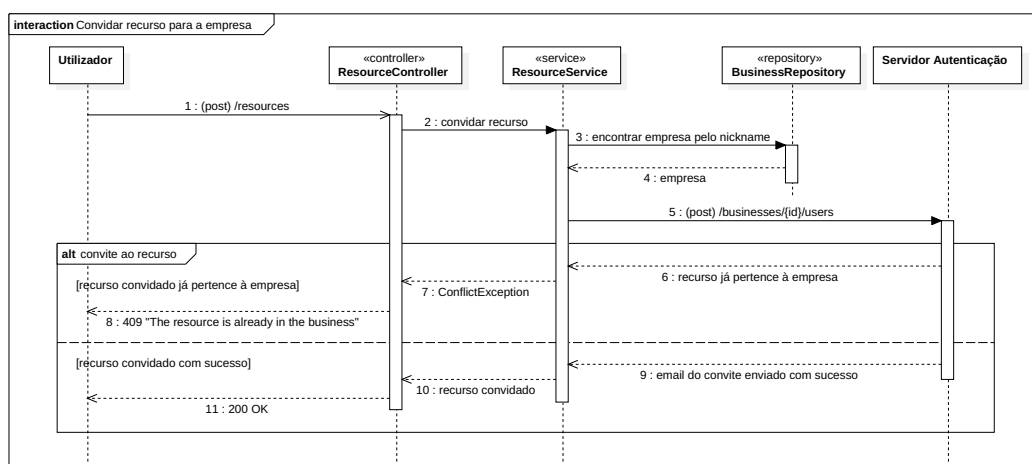 interaction Convidar recurso para a empresa
Utilizador
«controller»
ResourceController
«service»
ResourceService
«repository»
BusinessRepository
Servidor Autenticação
1 : (post) /resources
2 : convidar recurso
3 : encontrar empresa pelo nickname
4 : empresa
5 : (post) /businesses/{id}/users
alt convite ao recurso
6 : recurso já pertence à empresa
[recurso convidado já pertence à empresa]
7 : ConflictException
8 : 409 "The resource is already in the business"
[recurso convidado com sucesso]
9 : email do convite enviado com sucesso
10 : recurso convidado
11 : 200 OK